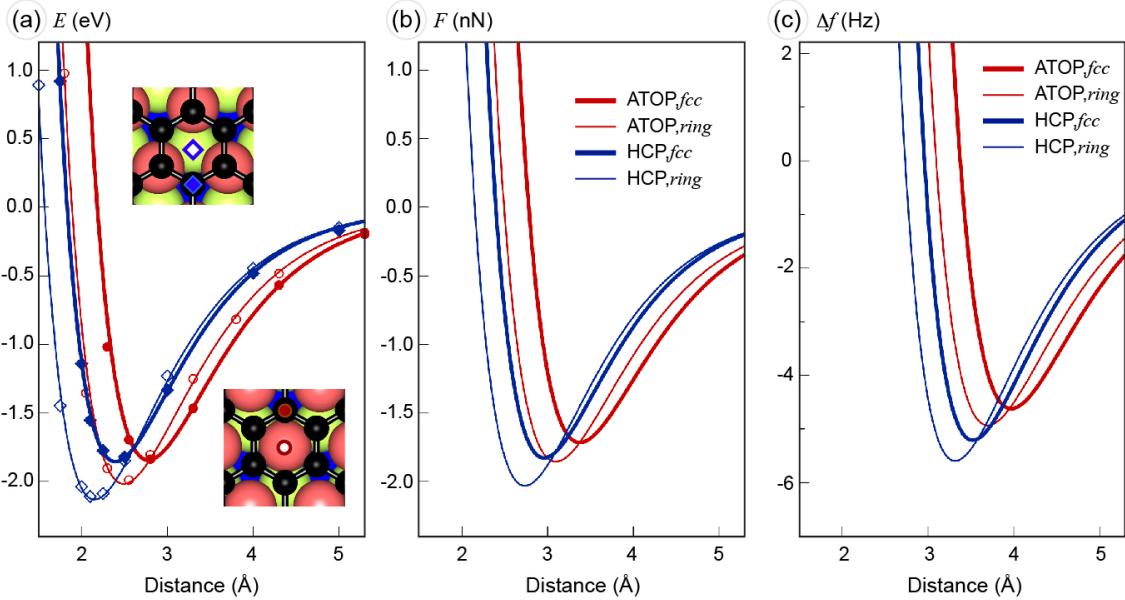 (a) E (eV)
1.0
0.5
0.0
-0.5
-1.0
-1.5
-2.0
2 3 4 5
Distance (Å)
(b) F (nN)
ATOP,fcc
ATOP,ring
HCP,fcc
HCP,ring
1.0
0.5
0.0
-0.5
-1.0
-1.5
-2.0
2 3 4 5
Distance (Å)
(c) Δf (Hz)
ATOP,fcc
ATOP,ring
HCP,fcc
HCP,ring
2
0
-2
-4
-6
2 3 4 5
Distance (Å)